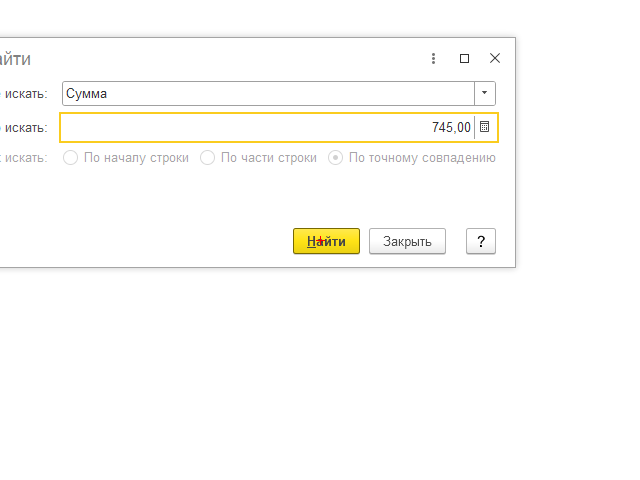 айти
искать: Сумма
искать: 745,00
искать: По началу строки По части строки По точному совпадению
Найти Закрыть ?